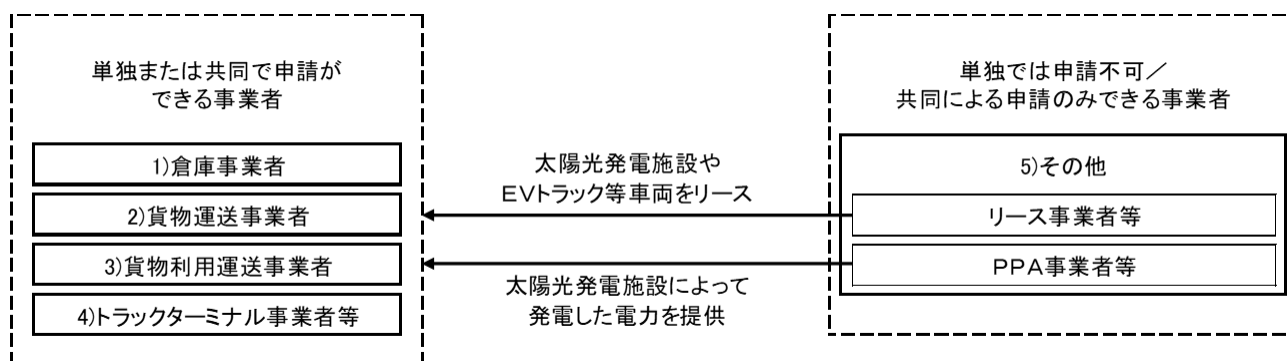 単独または共同で申請が
できる事業者
1)倉庫事業者
2)貨物運送事業者
3)貨物利用運送事業者
4)トラックターミナル事業者等
太陽光発電施設や
EVトラック等車両をリース
太陽光発電施設によって
発電した電力を提供
単独では申請不可／
共同による申請のみできる事業者
5)その他
リース事業者等
PPA事業者等